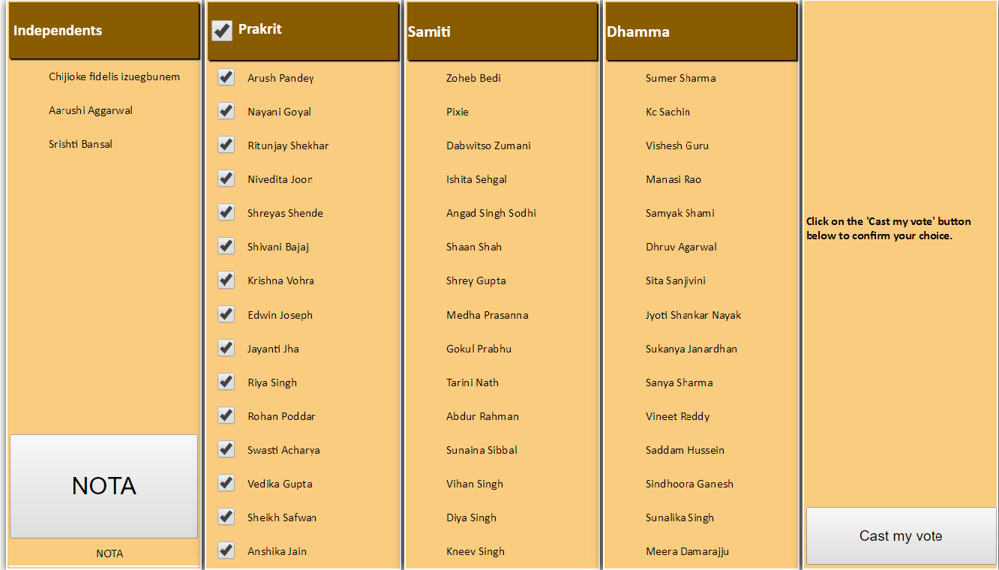 Independents
Chijioke fidelis izuegbunem
Aarushi Aggarwal
Srishti Bansal
NOTA
NOTA
Prakrit
Arush Pandey
Nayani Goyal
Ritunjay Shekhar
Nivedita Joon
Shreyas Shende
Shivani Bajaj
Krishna Vohra
Edwin Joseph
Jayanti Jha
Riya Singh
Rohan Poddar
Swasti Acharya
Vedika Gupta
Sheikh Safwan
Anshika Jain
Samiti
Zoheb Bedi
Pixie
Dabwitso Zumani
Ishita Sehgal
Angad Singh Sodhi
Shaan Shah
Shrey Gupta
Medha Prasanna
Gokul Prabhu
Tarini Nath
Abdur Rahman
Sunaina Sibbal
Vihan Singh
Diya Singh
Kneev Singh
Dhamma
Sumer Sharma
Kc Sachin
Vishesh Guru
Manasi Rao
Samyak Shami
Dhruv Agarwal
Sita Sanjivini
Jyoti Shankar Nayak
Sukanya Janardhan
Sanya Sharma
Vineet Reddy
Saddam Hussein
Sindhoora Ganesh
Sunalika Singh
Meera Damarajju
Click on the 'Cast my vote' button
below to confirm your choice.
Cast my vote